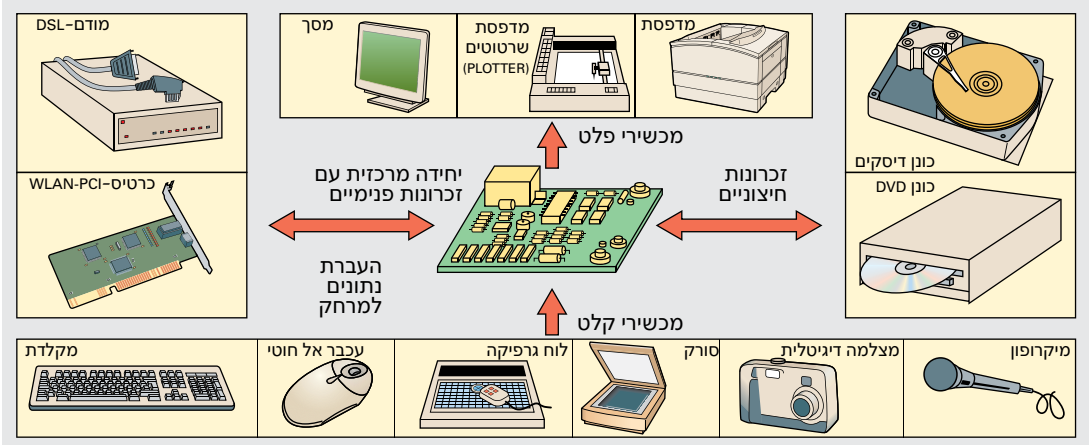 מודם-DSL
כרטיס-WLAN-PCI
מסך
מדפסת
שרטוטים
(PLOTTER)
מדפסת
כונן דיסקים
כונן DVD
מכשירי פלט
יחידה מרכזית עם
זכרונות פנימיים
זכרונות
חיצוניים
העברת
נתונים
למרחק
מכשירי קלט
מקלדת
עכבר אל חוטי
לוח גרפיקה
סורק
מצלמה דיגיטלית
מיקרופון